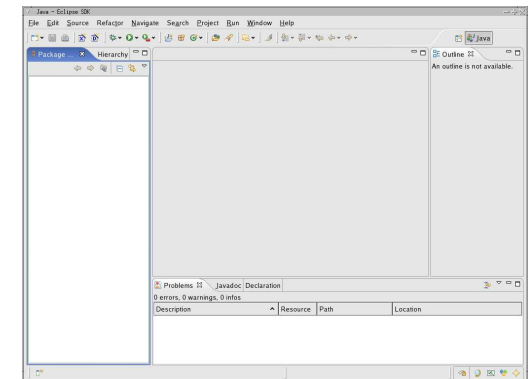 Java - Eclipse SDK
File Edit Source Refactor Navigate Search Project Run Window Help
Java
Package ... Hierarchy
Outline
An outline is not available.
Problems Javadoc Declaration
0 errors, 0 warnings, 0 infos
Description Resource Path Location